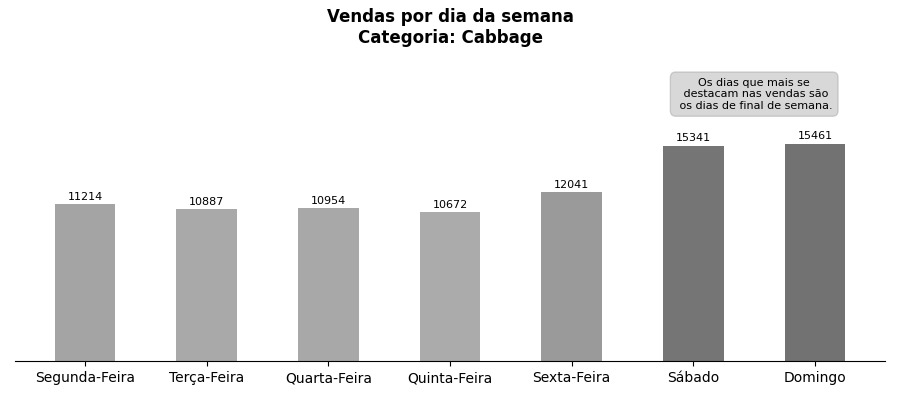 Vendas por dia da semana
Categoria: Cabbage
Os dias que mais se
destacam nas vendas são
os dias de final de semana.
11214
10887
10954
10672
12041
15341
15461
Segunda-Feira
Terça-Feira
Quarta-Feira
Quinta-Feira
Sexta-Feira
Sábado
Domingo